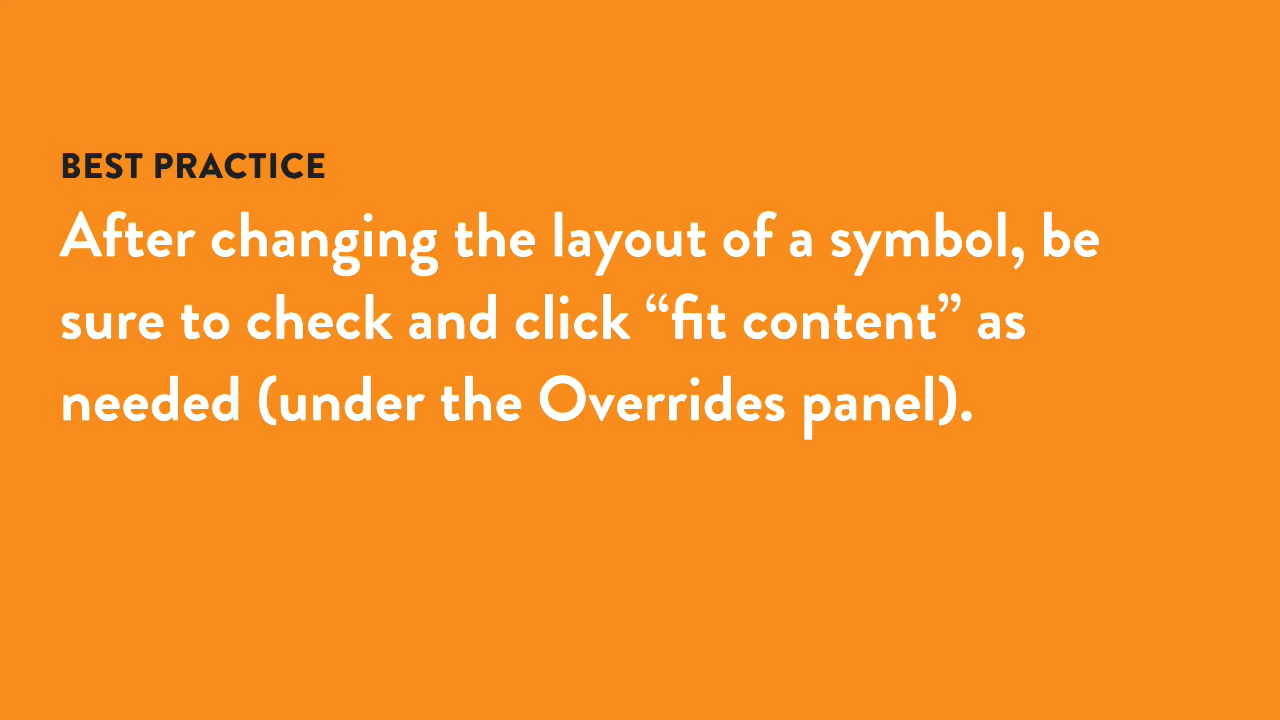 BEST PRACTICE
After changing the layout of a symbol, be
sure to check and click “fit content” as
needed (under the Overrides panel).